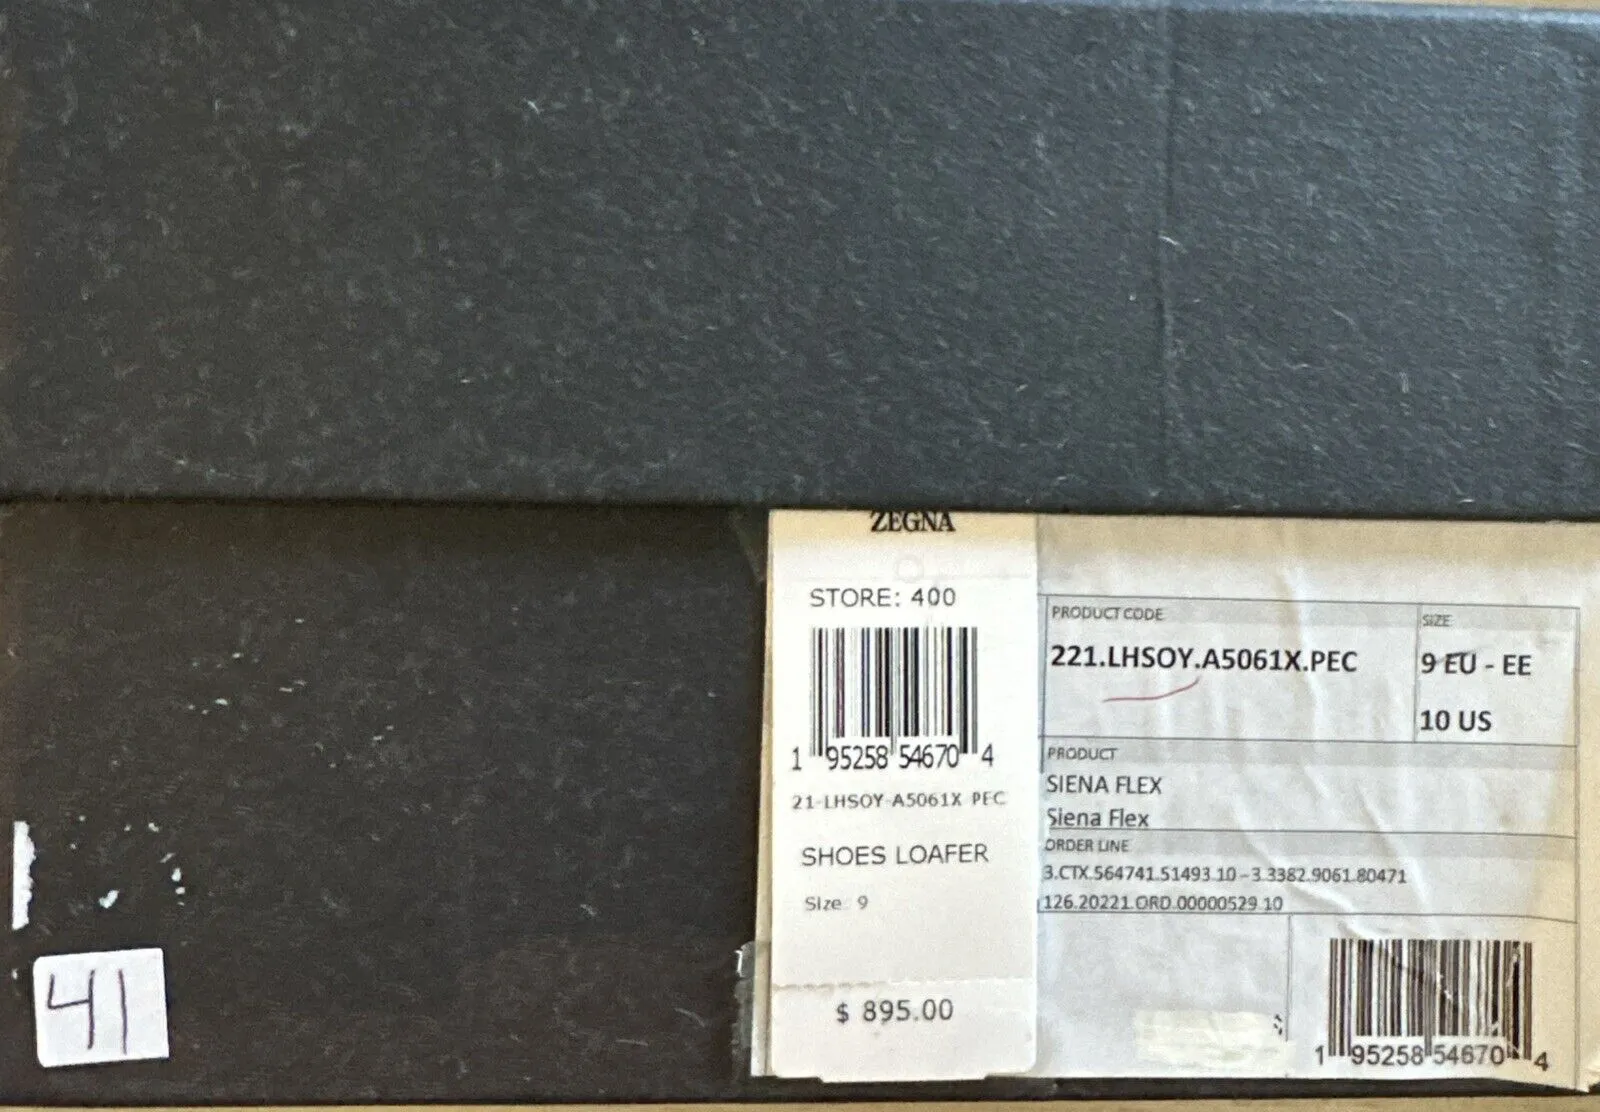 ZEGNA
STORE: 400
1 95258 54670 4
21-LHSOY-A5061X PEC
SHOES LOAFER
Size: 9
$ 895.00
PRODUCT CODE
221.LHSOY.A5061X.PEC
SIZE
9 EU - EE
10 US
PRODUCT
SIENA FLEX
Siena Flex
ORDER LINE
3.CTX.564741.51493.10 – 3.3382.9061.80471
126.20221.ORD.00000529.10
1 95258 54670 4
41